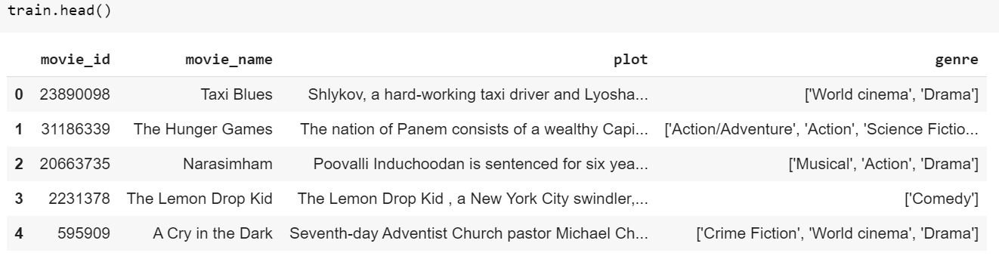 train.head()
movie_id movie_name plot genre
0 23890098 Taxi Blues Shlykov, a hard-working taxi driver and Lyosha... ['World cinema', 'Drama']
1 31186339 The Hunger Games The nation of Panem consists of a wealthy Capi... ['Action/Adventure', 'Action', 'Science Fictio...
2 20663735 Narasimham Poovalli Induchoodan is sentenced for six yea... ['Musical', 'Action', 'Drama']
3 2231378 The Lemon Drop Kid The Lemon Drop Kid , a New York City swindler,... ['Comedy']
4 595909 A Cry in the Dark Seventh-day Adventist Church pastor Michael Ch... ['Crime Fiction', 'World cinema', 'Drama']